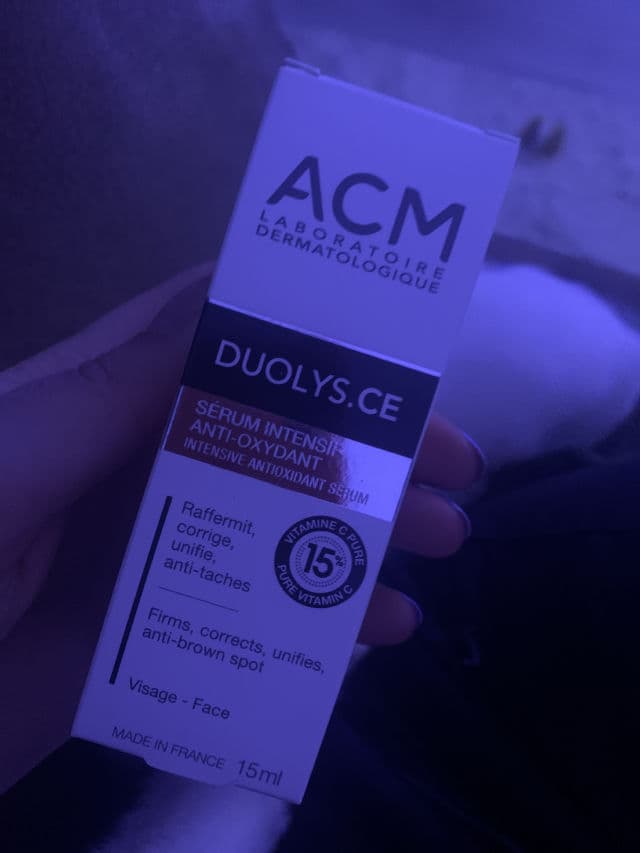 ACM
LABORATOIRE
DERMATOLOGIQUE
DUOLYS.CE
SÉRUM INTENSIF
ANTI-OXYDANT
INTENSIVE ANTIOXIDANT SERUM
Raffermit,
corrige,
unifie,
anti-taches
VITAMINE C PURE
15%
PURE VITAMIN C
Firms, corrects, unifies,
anti-brown spot
Visage - Face
MADE IN FRANCE 15ml